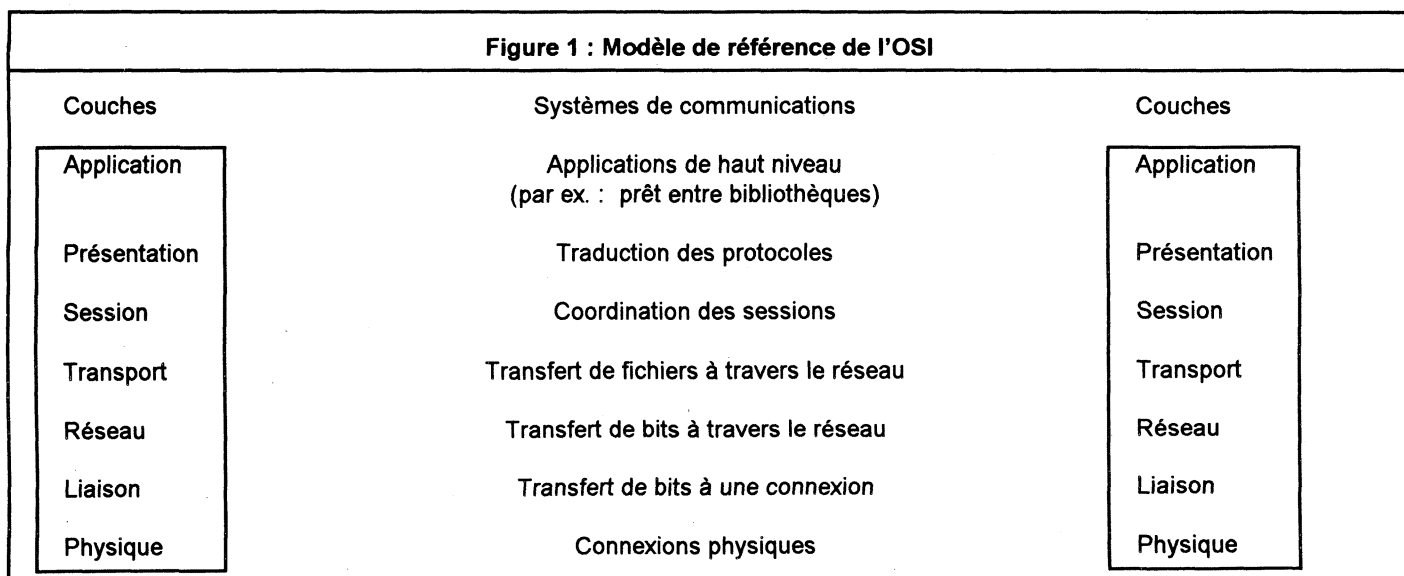 Figure 1 : Modèle de référence de l'OSI
Couches Systèmes de communications Couches
Application Applications de haut niveau Application
(par ex. : prêt entre bibliothèques)
Présentation Traduction des protocoles Présentation
Session Coordination des sessions Session
Transport Transfert de fichiers à travers le réseau Transport
Réseau Transfert de bits à travers le réseau Réseau
Liaison Transfert de bits à une connexion Liaison
Physique Connexions physiques Physique